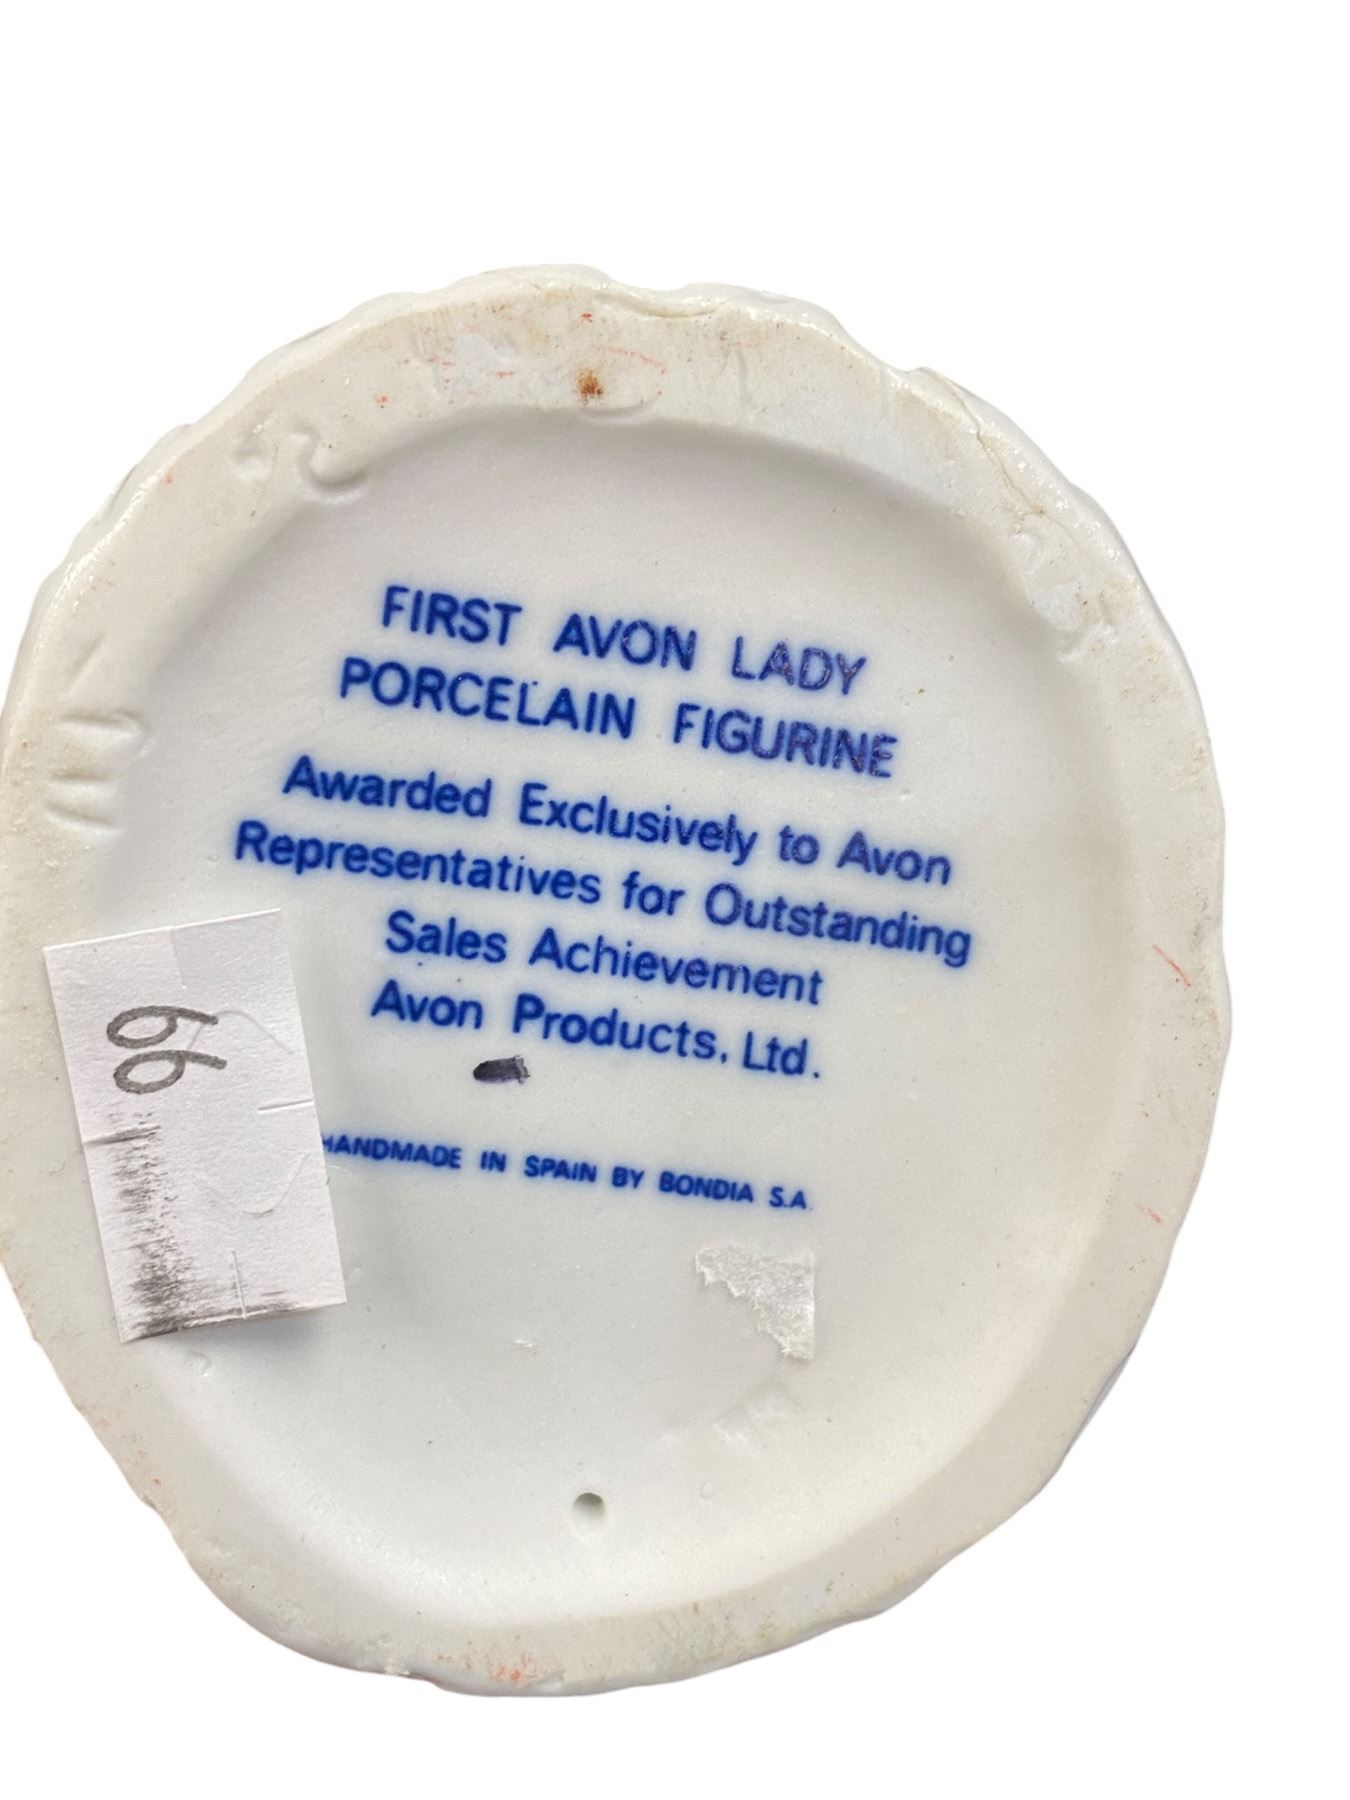 FIRST AVON LADY
PORCELAIN FIGURINE
Awarded Exclusively to Avon
Representatives for Outstanding
Sales Achievement
Avon Products, Ltd.
HANDMADE IN SPAIN BY BONDIA S.A.
66